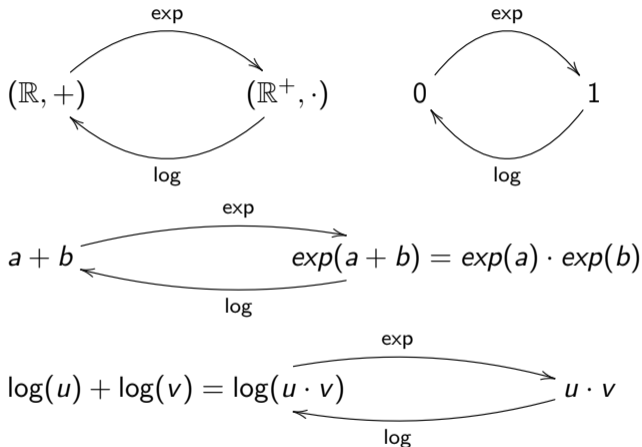 exp exp
(ℝ, +) (ℝ⁺, ·) 0 1
log log
exp
a + b exp(a + b) = exp(a) · exp(b)
log
exp
log(u) + log(v) = log(u · v) u · v
log